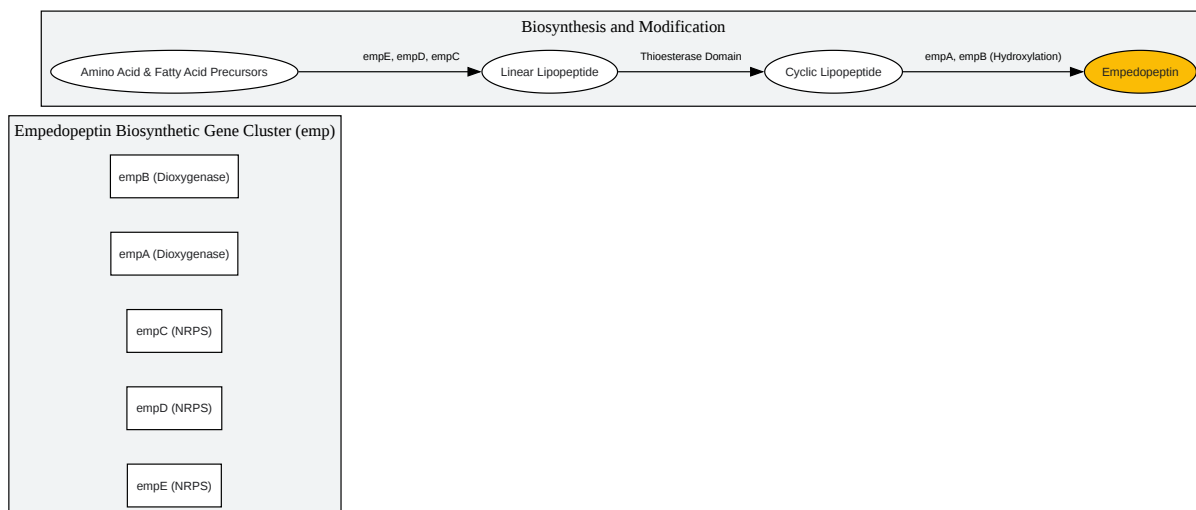 Biosynthesis and Modification
Amino Acid & Fatty Acid Precursors
empE, empD, empC
Linear Lipopeptide
Thioesterase Domain
Cyclic Lipopeptide
empA, empB (Hydroxylation)
Empedopeptin
Empedopeptin Biosynthetic Gene Cluster (emp)
empB (Dioxygenase)
empA (Dioxygenase)
empC (NRPS)
empD (NRPS)
empE (NRPS)